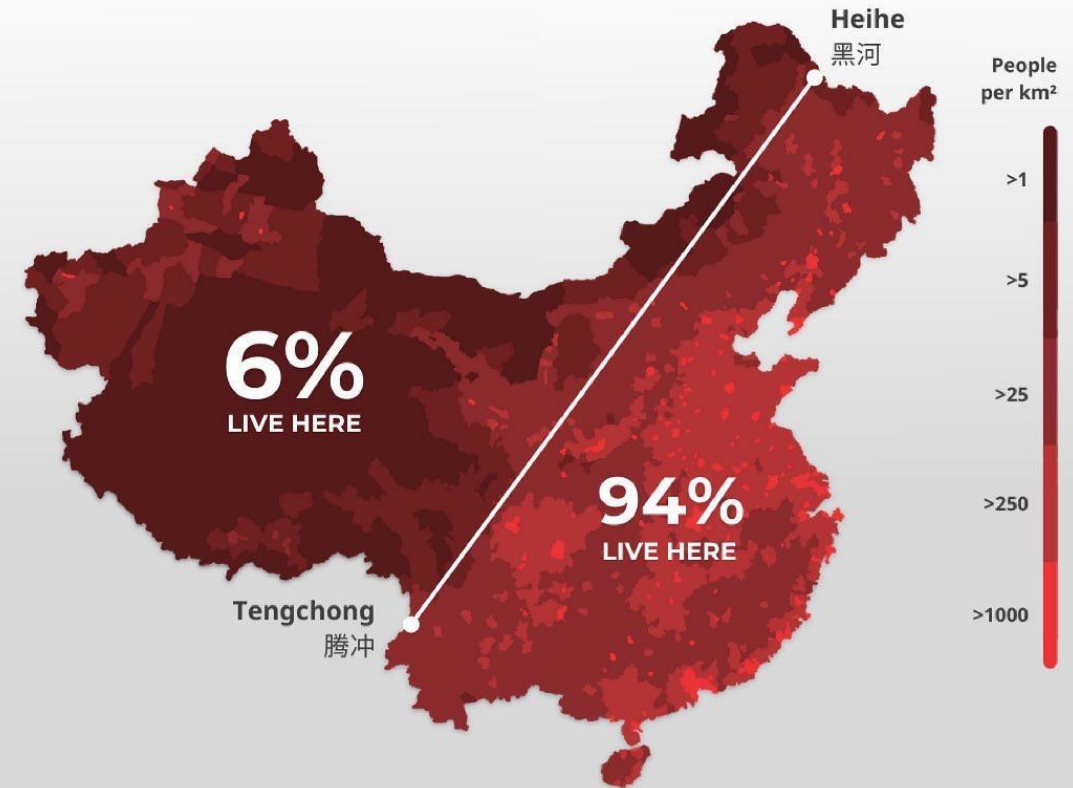 Heihe
黑河
People
per km²
>1
>5
>25
>250
>1000
6%
LIVE HERE
94%
LIVE HERE
Tengchong
腾冲